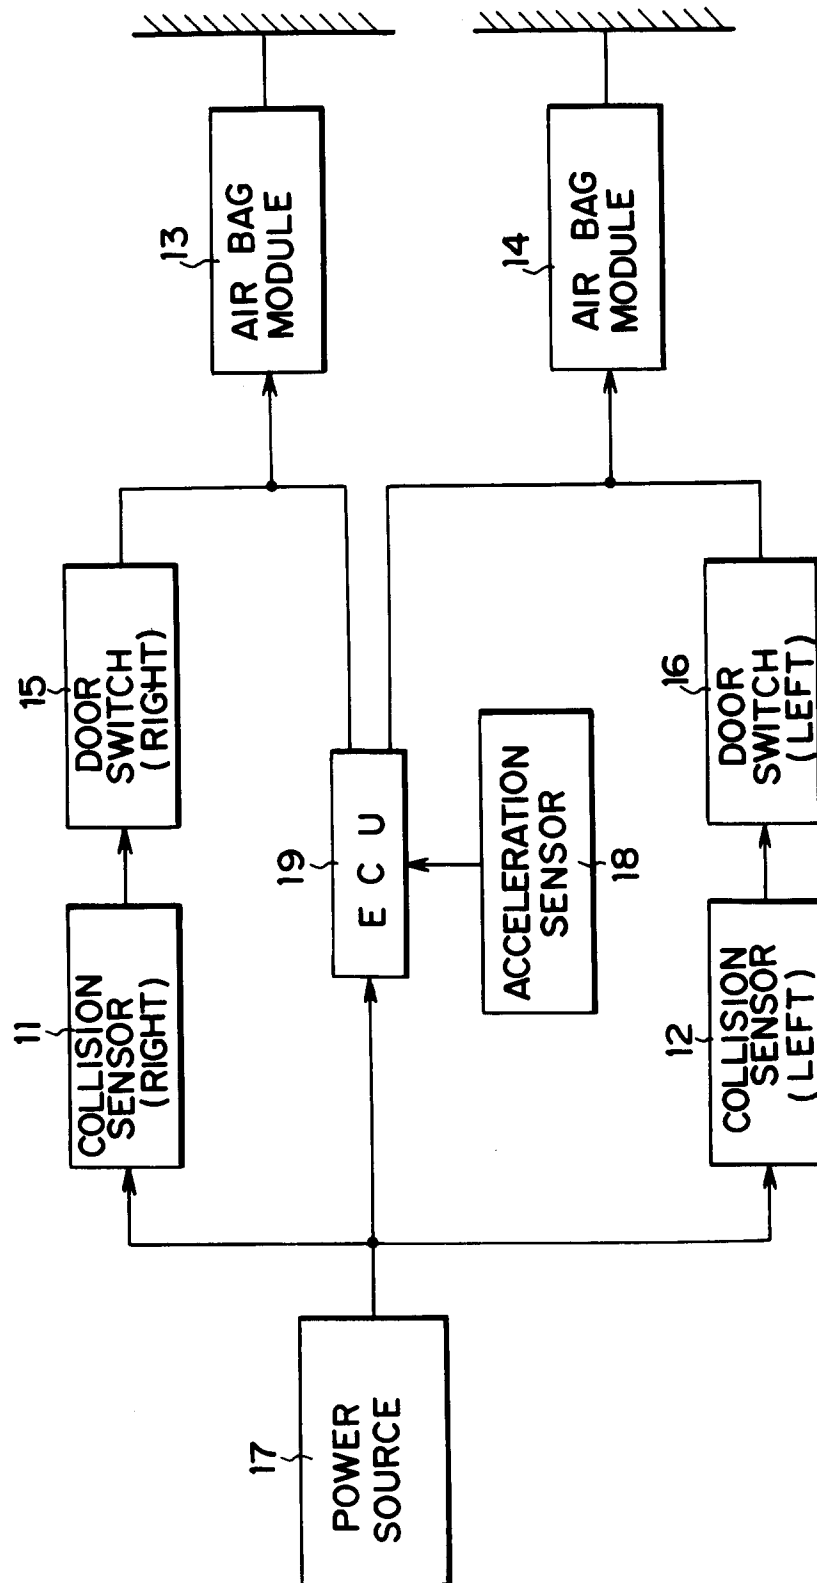 11
COLLISION
SENSOR
(RIGHT)
15
DOOR
SWITCH
(RIGHT)
13
AIR BAG
MODULE
17
POWER
SOURCE
19
E C U
ACCELERATION
SENSOR
18
14
AIR BAG
MODULE
12
COLLISION
SENSOR
(LEFT)
16
DOOR
SWITCH
(LEFT)